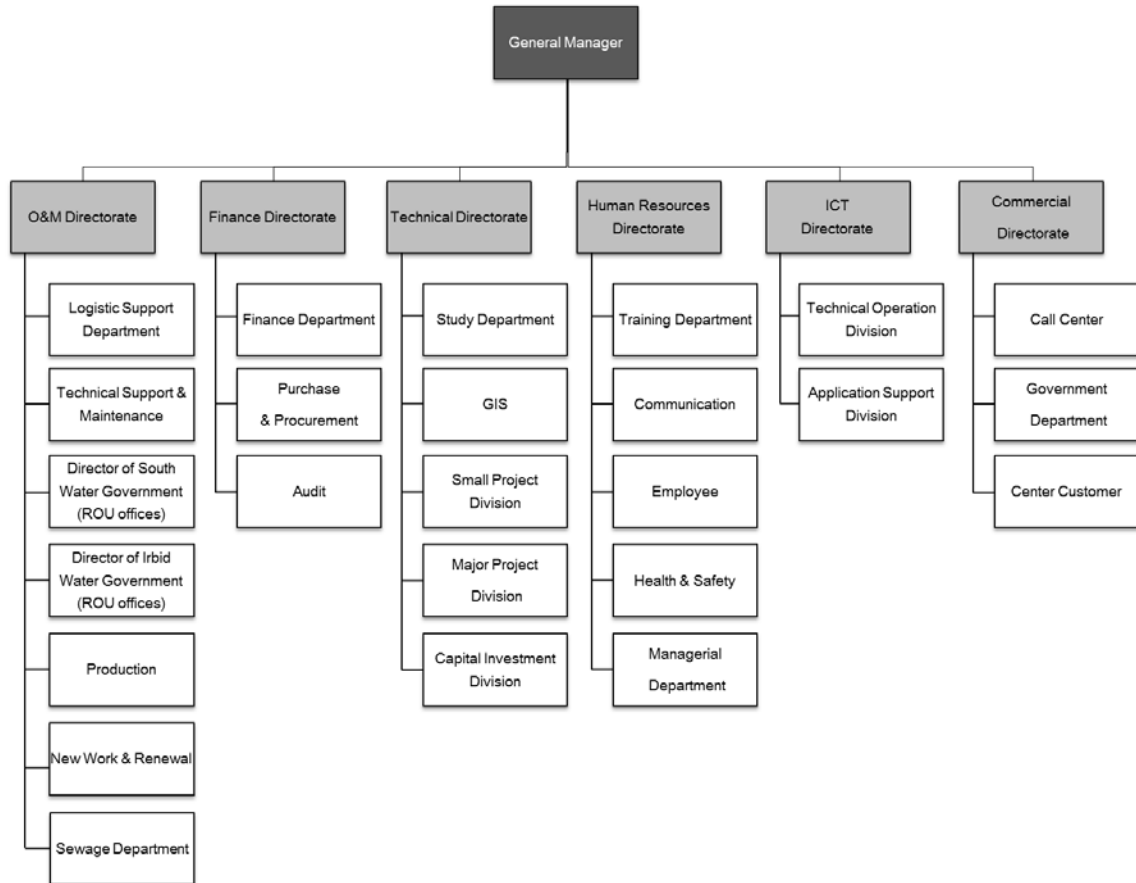 General Manager
O&M Directorate
Finance Directorate
Technical Directorate
Human Resources
Directorate
ICT
Directorate
Commercial
Directorate
Logistic Support
Department
Technical Support &
Maintenance
Director of South
Water Government
(ROU offices)
Director of Irbid
Water Government
(ROU offices)
Production
New Work & Renewal
Sewage Department
Finance Department
Purchase
& Procurement
Audit
Study Department
GIS
Small Project
Division
Major Project
Division
Capital Investment
Division
Training Department
Communication
Employee
Health & Safety
Managerial
Department
Technical Operation
Division
Application Support
Division
Call Center
Government
Department
Center Customer